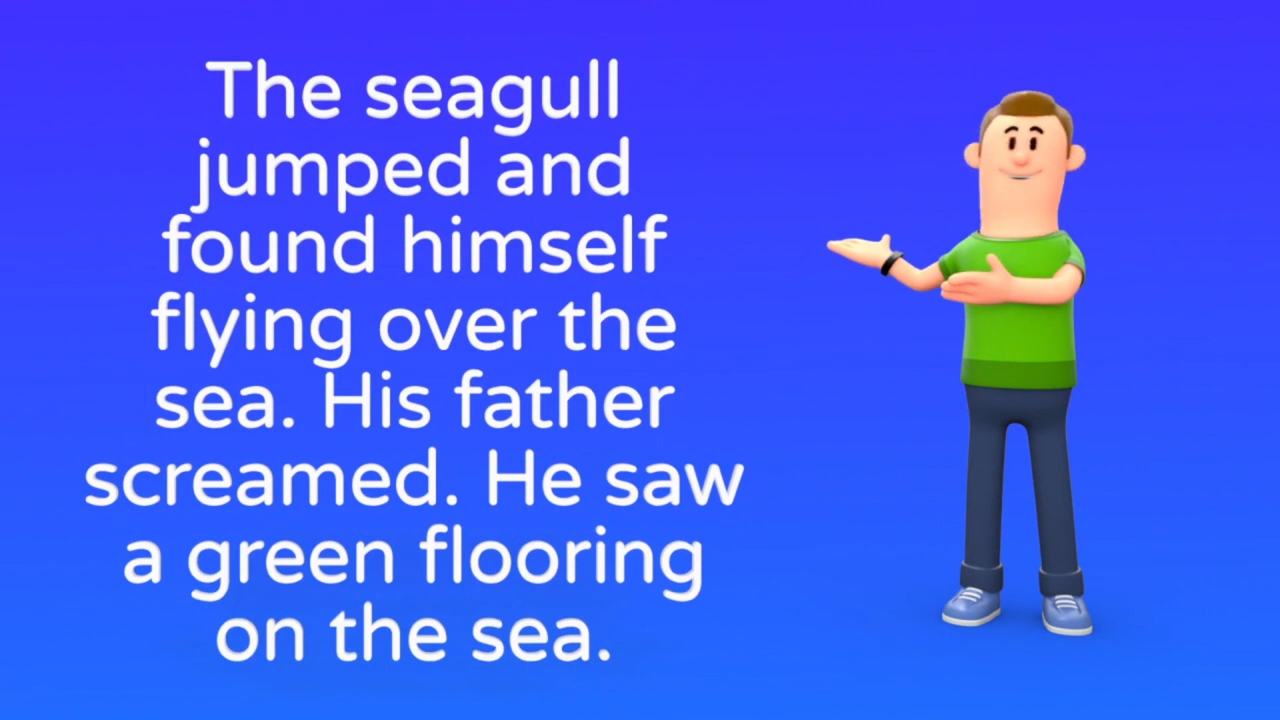 The seagull
jumped and
found himself
flying over the
sea. His father
screamed. He saw
a green flooring
on the sea.